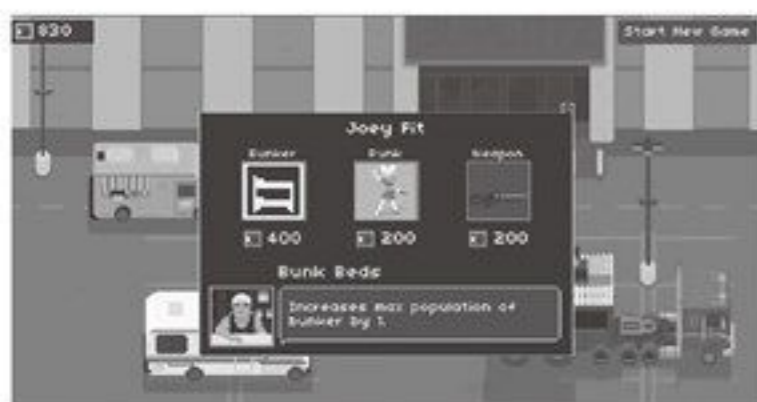 830
Start New Game
Joey Fit
Bunker
Punk
Weapon
400
200
200
Bunk Beds
Increases max population of
bunker by 1.